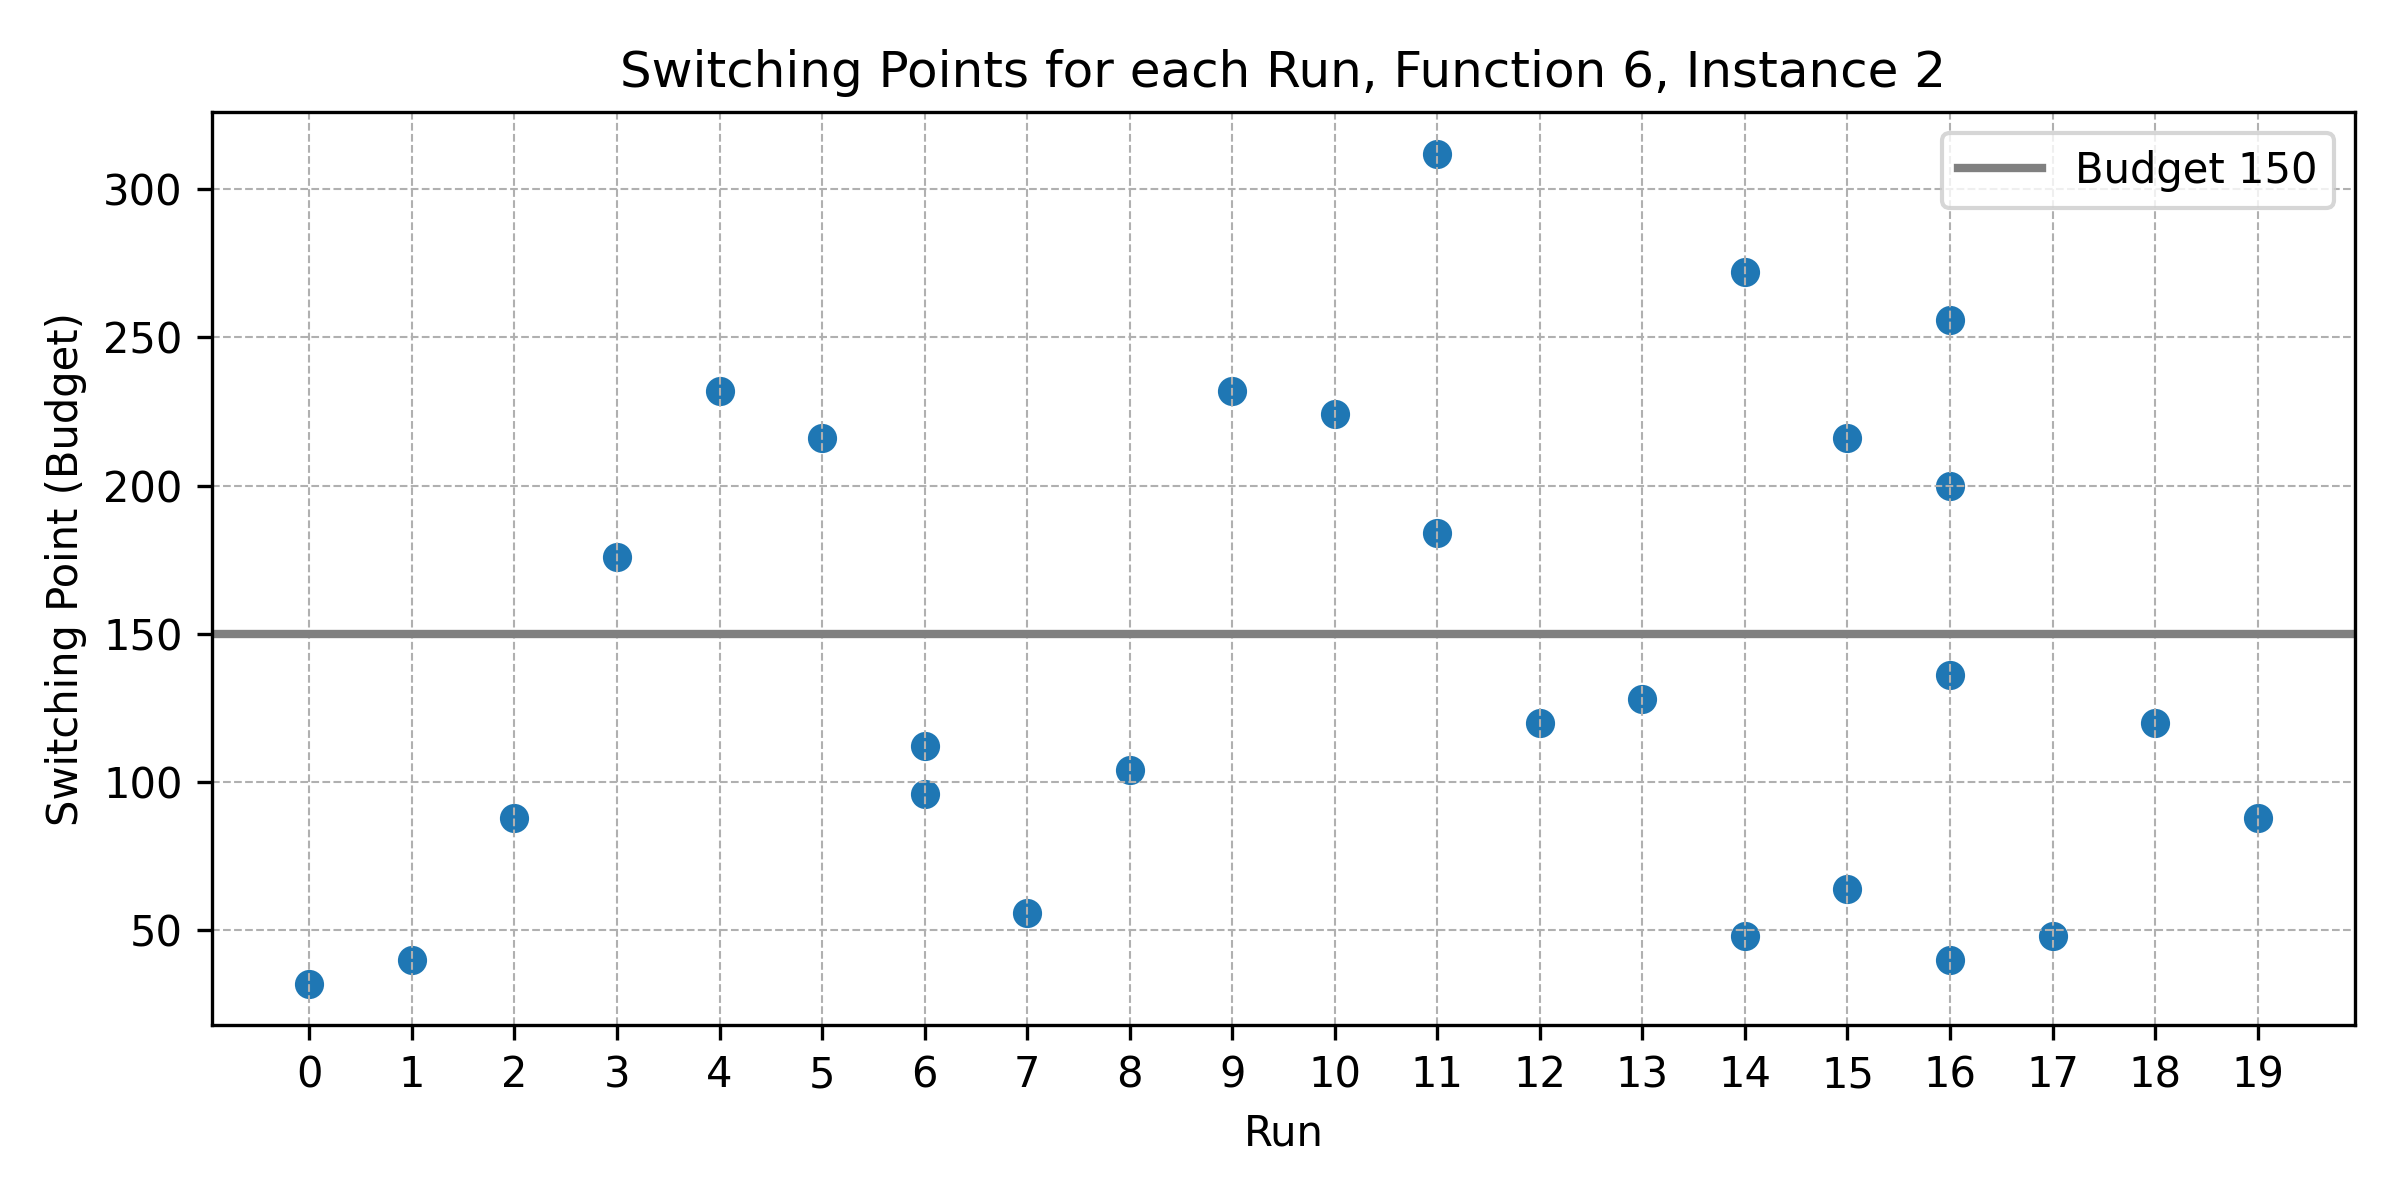 Switching Points for each Run, Function 6, Instance 2
Budget 150
Switching Point (Budget)
300
250
200
150
100
50
0 1 2 3 4 5 6 7 8 9 10 11 12 13 14 15 16 17 18 19
Run